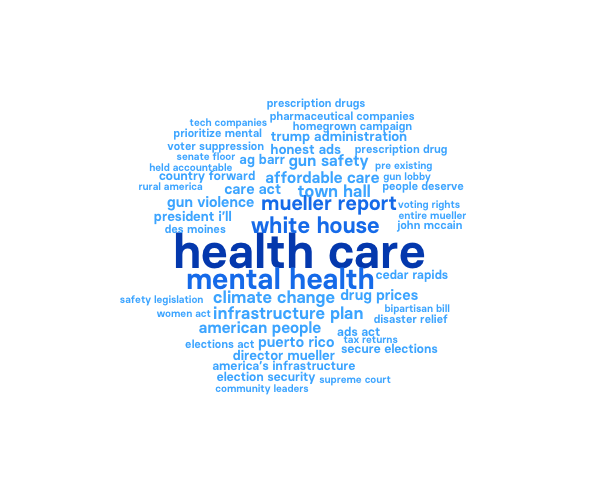 prescription drugs
pharmaceutical companies
tech companies
homegrown campaign
prioritize mental
trump administration
voter suppression
honest ads
prescription drug
senate floor
ag barr
gun safety
held accountable
pre existing
country forward
affordable care
gun lobby
rural america
care act
town hall
people deserve
gun violence
mueller report
voting rights
president i'll
entire mueller
des moines
white house
john mccain
health care
mental health
cedar rapids
safety legislation
climate change
drug prices
women act
infrastructure plan
bipartisan bill
disaster relief
american people
ads act
elections act
puerto rico
tax returns
secure elections
director mueller
america's infrastructure
election security
supreme court
community leaders